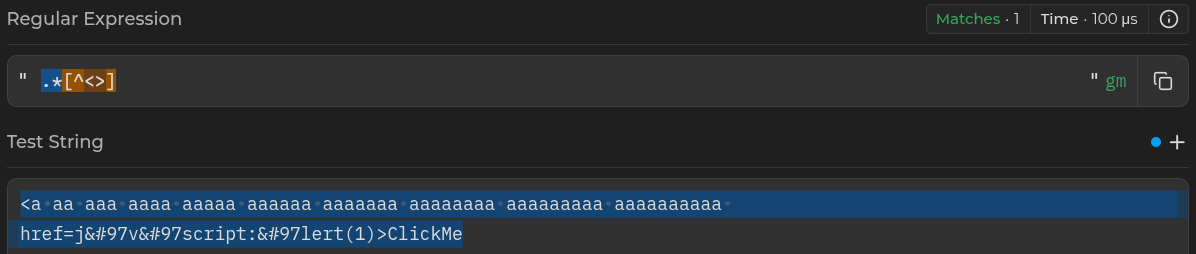 Regular Expression
Matches · 1
Time · 100 µs
" .*[^<>] " gm
Test String
<a aa aaa aaaa aaaaa aaaaaa aaaaaaa aaaaaaaa aaaaaaaaa aaaaaaaaaa
href=j&#97v&#97script:&#97lert(1)>ClickMe